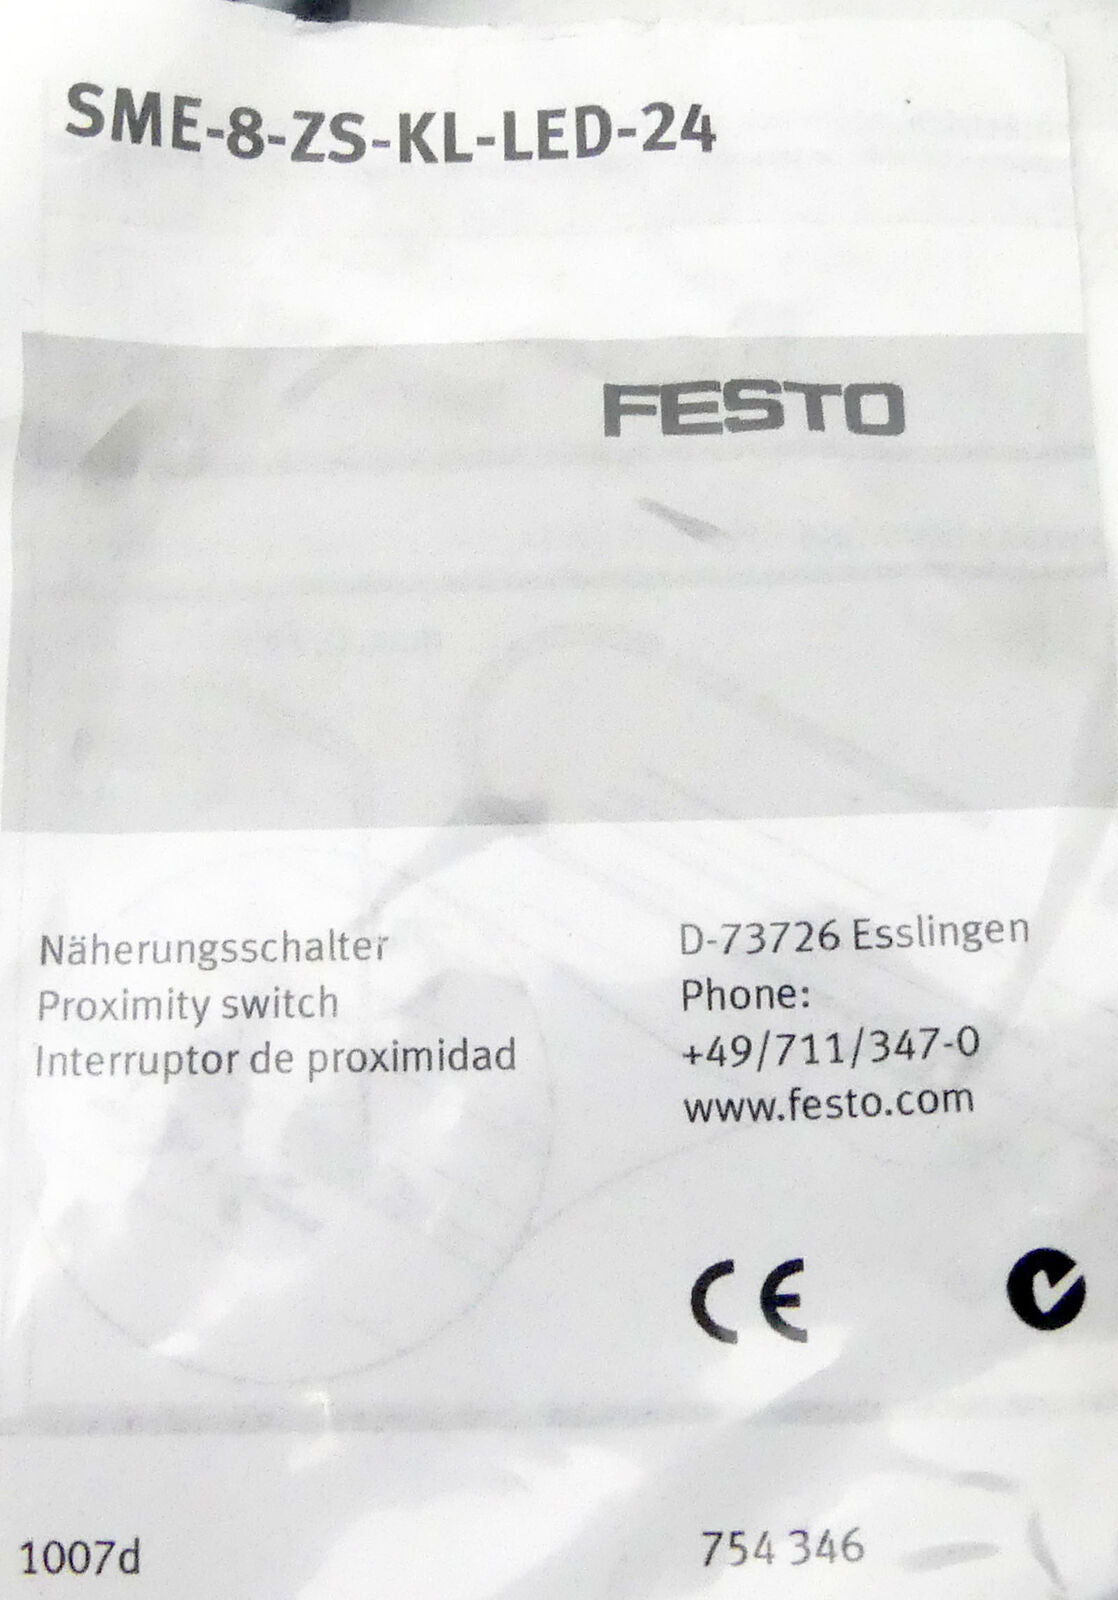 SME-8-ZS-KL-LED-24
FESTO
Näherungsschalter
Proximity switch
Interruptor de proximidad
D-73726 Esslingen
Phone:
+49/711/347-0
www.festo.com
CE
1007d
754 346